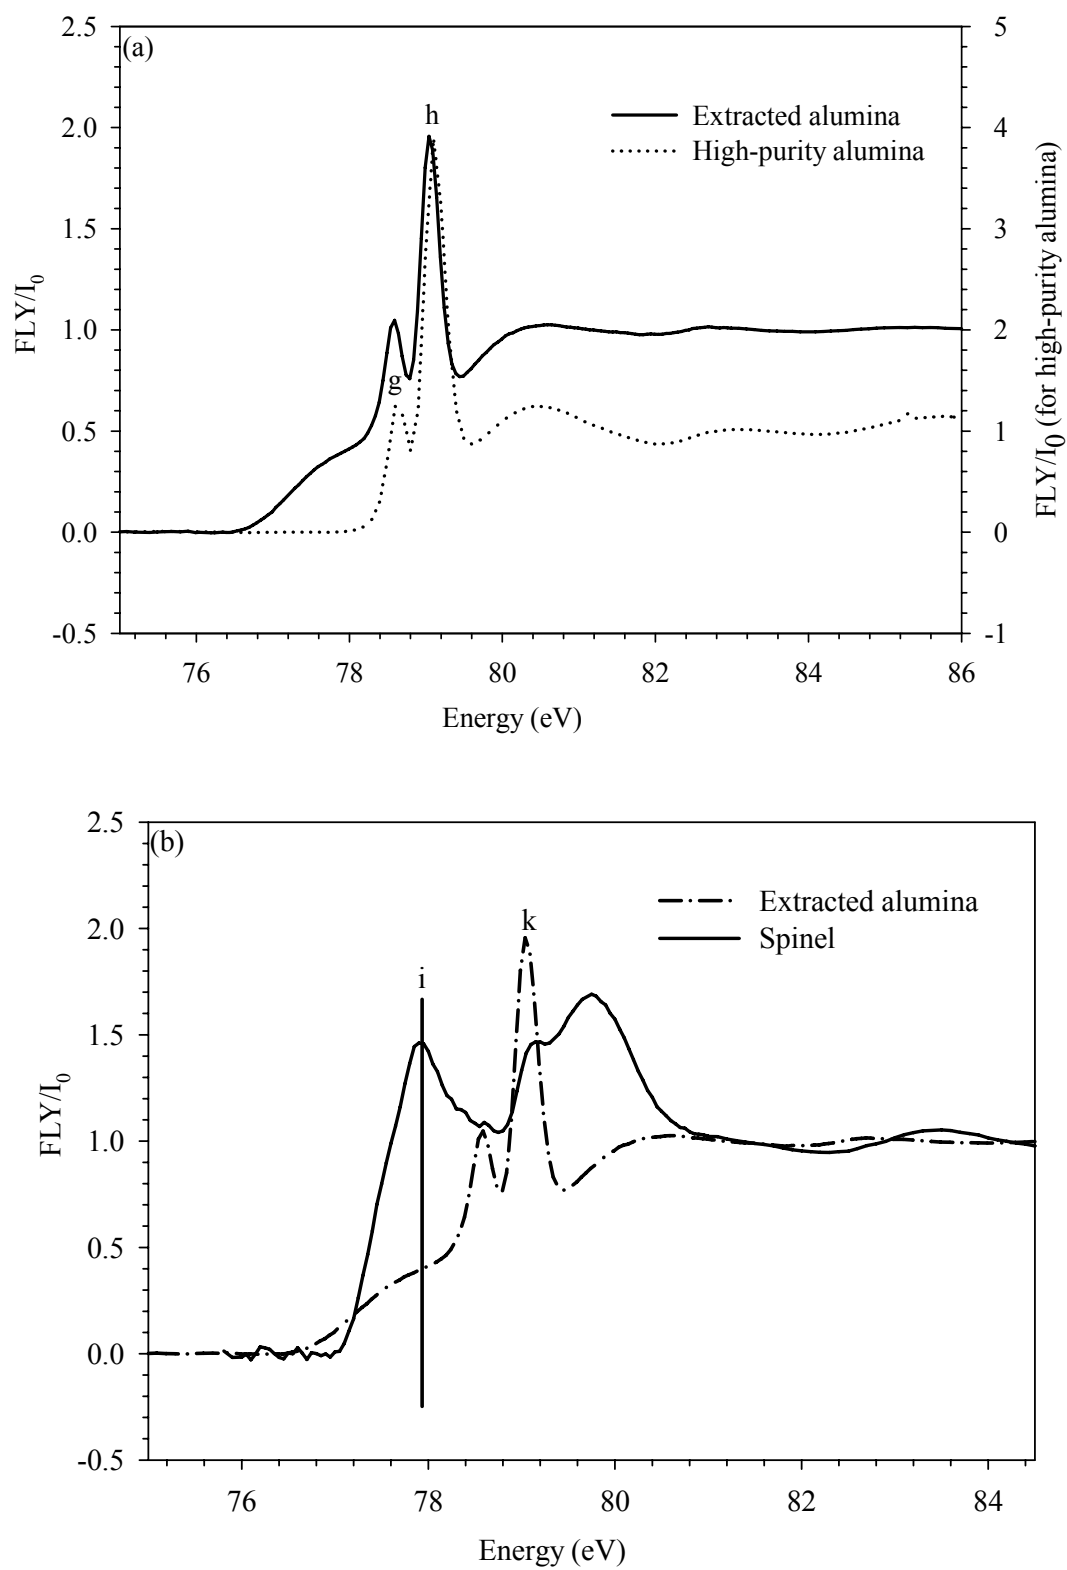 (a)
2.5
2.0
1.5
1.0
0.5
0.0
-0.5
5
4
3
2
1
0
-1
h
g
Extracted alumina
High-purity alumina
FLY/I0
FLY/I0 (for high-purity alumina)
76 78 80 82 84 86
Energy (eV)
(b)
2.5
2.0
1.5
1.0
0.5
0.0
-0.5
i
k
Extracted alumina
Spinel
FLY/I0
76 78 80 82 84
Energy (eV)